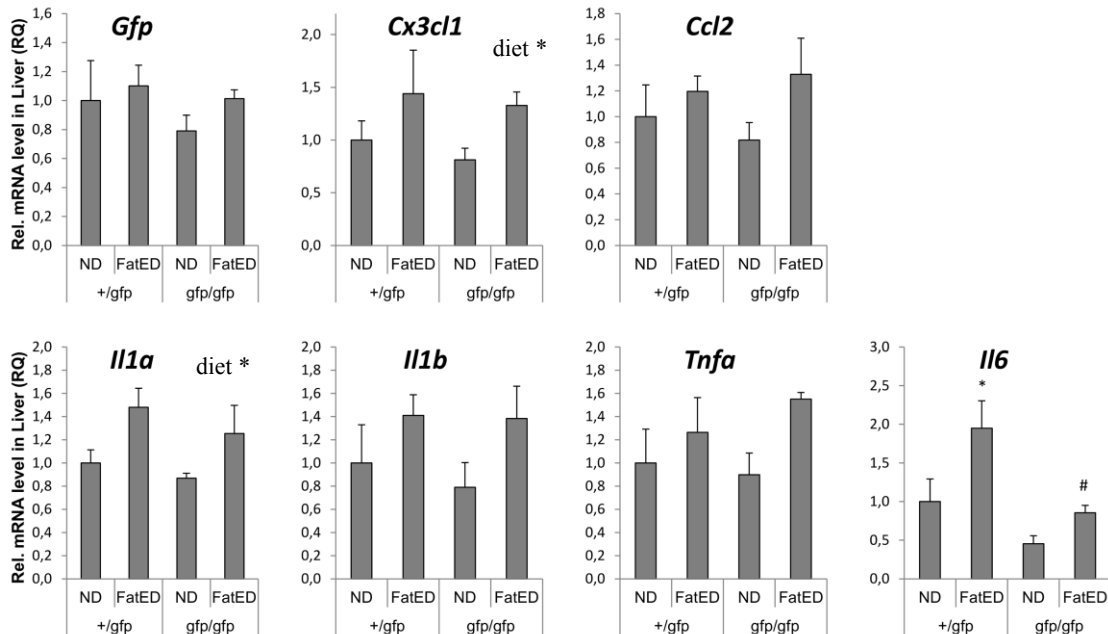 Rel. mRNA level in Liver (RQ)
Gfp
1,6
1,4
1,2
1,0
0,8
0,6
0,4
0,2
0,0
ND FatED ND FatED
+/gfp gfp/gfp
Cx3cl1
diet *
2,0
1,5
1,0
0,5
0,0
ND FatED ND FatED
+/gfp gfp/gfp
Ccl2
1,8
1,6
1,4
1,2
1,0
0,8
0,6
0,4
0,2
0,0
ND FatED ND FatED
+/gfp gfp/gfp
Rel. mRNA level in Liver (RQ)
Il1a
diet *
2,0
1,8
1,6
1,4
1,2
1,0
0,8
0,6
0,4
0,2
0,0
ND FatED ND FatED
+/gfp gfp/gfp
Il1b
2,0
1,8
1,6
1,4
1,2
1,0
0,8
0,6
0,4
0,2
0,0
ND FatED ND FatED
+/gfp gfp/gfp
Tnfa
2,0
1,8
1,6
1,4
1,2
1,0
0,8
0,6
0,4
0,2
0,0
ND FatED ND FatED
+/gfp gfp/gfp
Il6
3,0
2,5
2,0
1,5
1,0
0,5
0,0
*
#
ND FatED ND FatED
+/gfp gfp/gfp